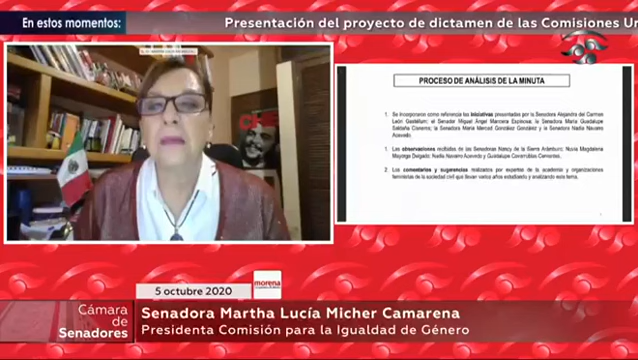 En estos momentos:
Presentación del proyecto de dictamen de las Comisiones Un
CHE
PROCESO DE ANÁLISIS DE LA MINUTA
1. Se incorporaron como referencia las iniciativas presentadas por la Senadora Alejandra del Carmen
León Gastélum; el Senador Miguel Ángel Mancera Espinosa; la Senadora María Guadalupe
Saldaña Cisneros; la Senadora María Merced González González y la Senadora Nadia Navarro
Acevedo.
1. Las observaciones recibidas de las Senadoras Nancy de la Sierra Arámburo; Nuvia Magdalena
Mayorga Delgado; Nadia Navarro Acevedo y Guadalupe Covarrubias Cervantes.
2. Los comentarios y sugerencias realizados por expertas de la academia y organizaciones
feministas de la sociedad civil que llevan varios años estudiando y analizando este tema.
5 octubre 2020
morena
Cámara
de
Senadores
Senadora Martha Lucía Micher Camarena
Presidenta Comisión para la Igualdad de Género